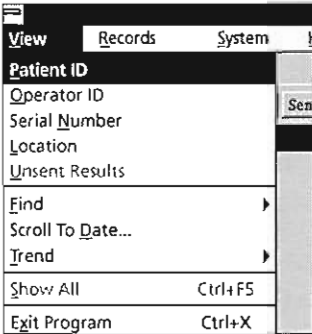 View Records System
Patient ID
Operator ID
Sen
Serial Number
Location
Unsent Results
Find
Scroll To Date...
Trend
Show All Ctrl+F5
Exit Program Ctrl+X